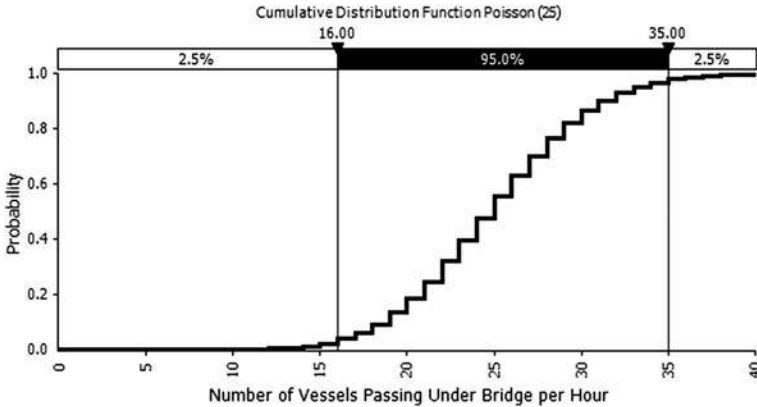 Cumulative Distribution Function Poisson (25)
16.00 35.00
2.5% 95.0% 2.5%
1.0
0.8
0.6
0.4
0.2
0.0
Probability
0 5 10 15 20 25 30 35 40
Number of Vessels Passing Under Bridge per Hour